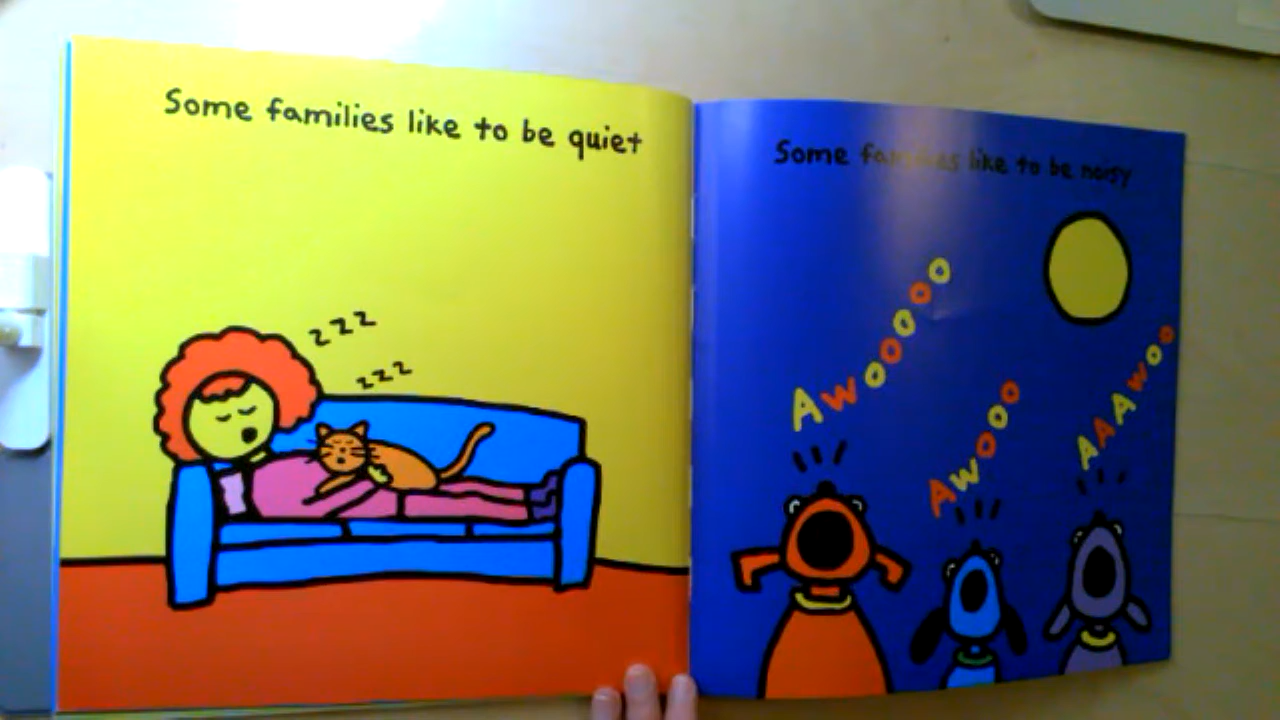 Some families like to be quiet
zzz
zzz
Some families like to be noisy
Awooooo
Awooo
AAAwoo